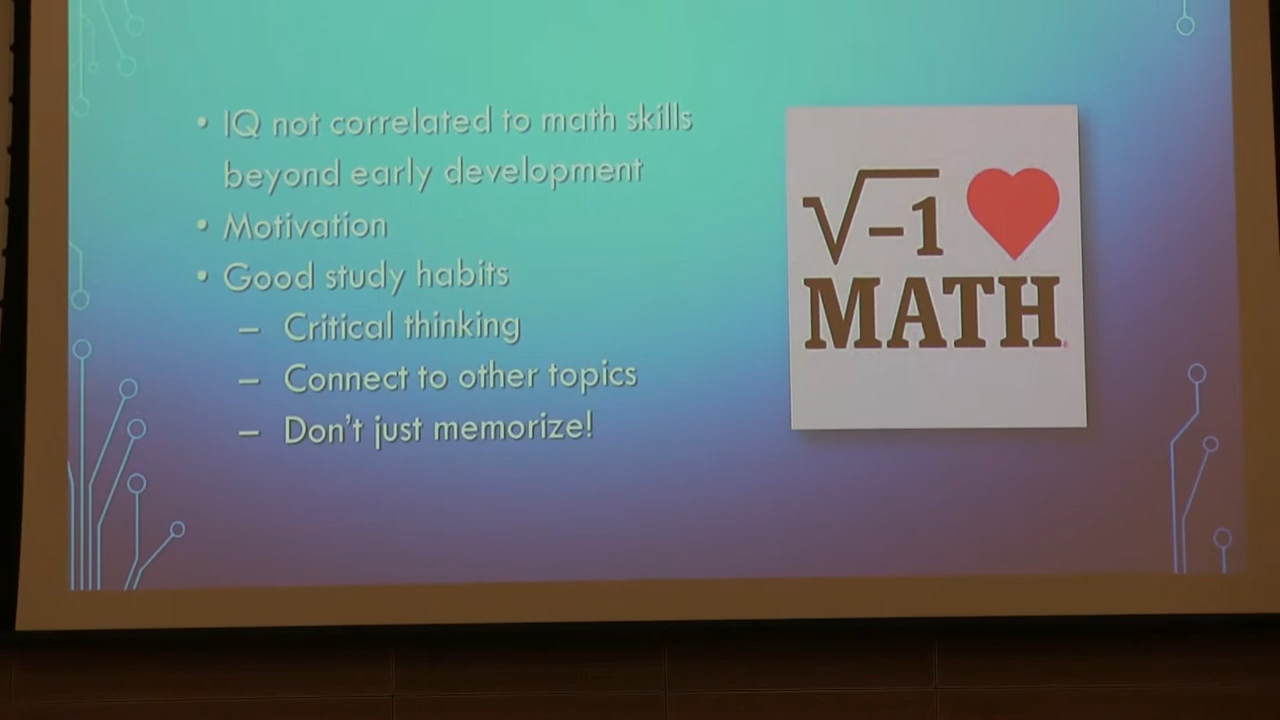 • IQ not correlated to math skills
beyond early development
• Motivation
• Good study habits
– Critical thinking
– Connect to other topics
– Don't just memorize!
√-1 ♥
MATH